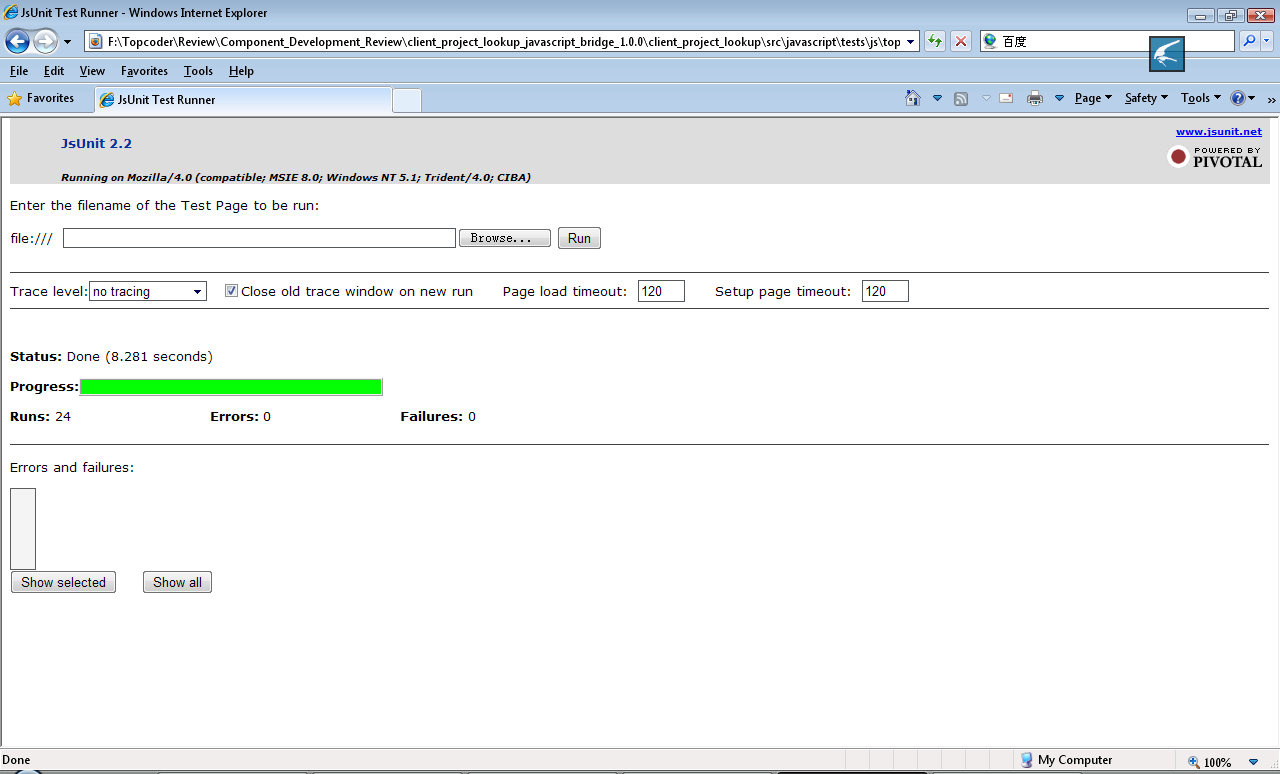 JsUnit Test Runner - Windows Internet Explorer
F:\Topcoder\Review\Component_Development_Review\client_project_lookup_javascript_bridge_1.0.0\client_project_lookup\src\javascript\tests\js\top
百度
File Edit View Favorites Tools Help
Favorites JsUnit Test Runner Page Safety Tools »
JsUnit 2.2
www.jsunit.net
POWERED BY
PIVOTAL
Running on Mozilla/4.0 (compatible; MSIE 8.0; Windows NT 5.1; Trident/4.0; CIBA)
Enter the filename of the Test Page to be run:
file:/// Browse... Run
Trace level: no tracing Close old trace window on new run Page load timeout: 120 Setup page timeout: 120
Status: Done (8.281 seconds)
Progress:
Runs: 24 Errors: 0 Failures: 0
Errors and failures:
Show selected Show all
Done My Computer 100%